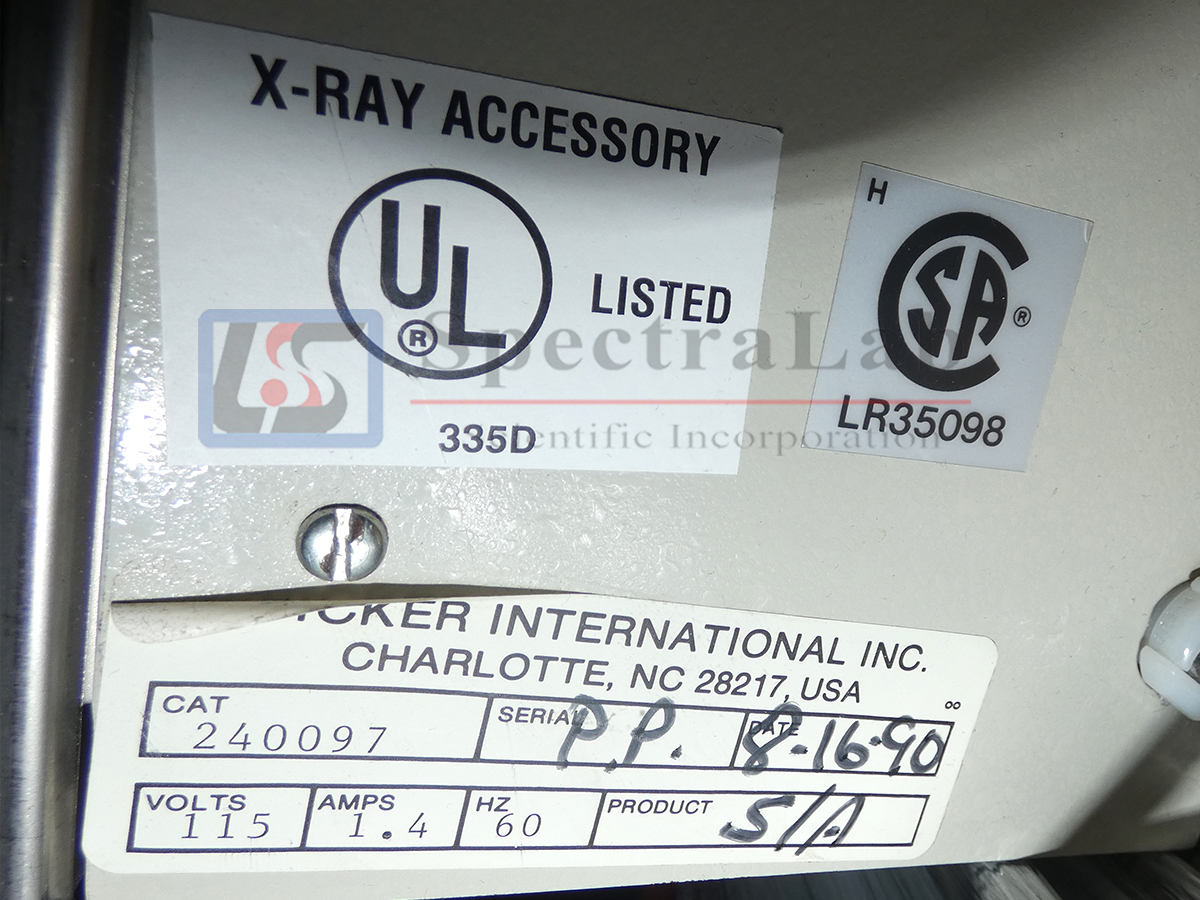 X-RAY ACCESSORY
UL
®
LISTED
335D
H
CSA
®
LR35098
SpectraLab
Scientific Incorporation
ICKER INTERNATIONAL INC.
CHARLOTTE, NC 28217, USA
CAT 240097
SERIAL P.P.
DATE 8-16-90
VOLTS 115
AMPS 1.4
HZ 60
PRODUCT S/A